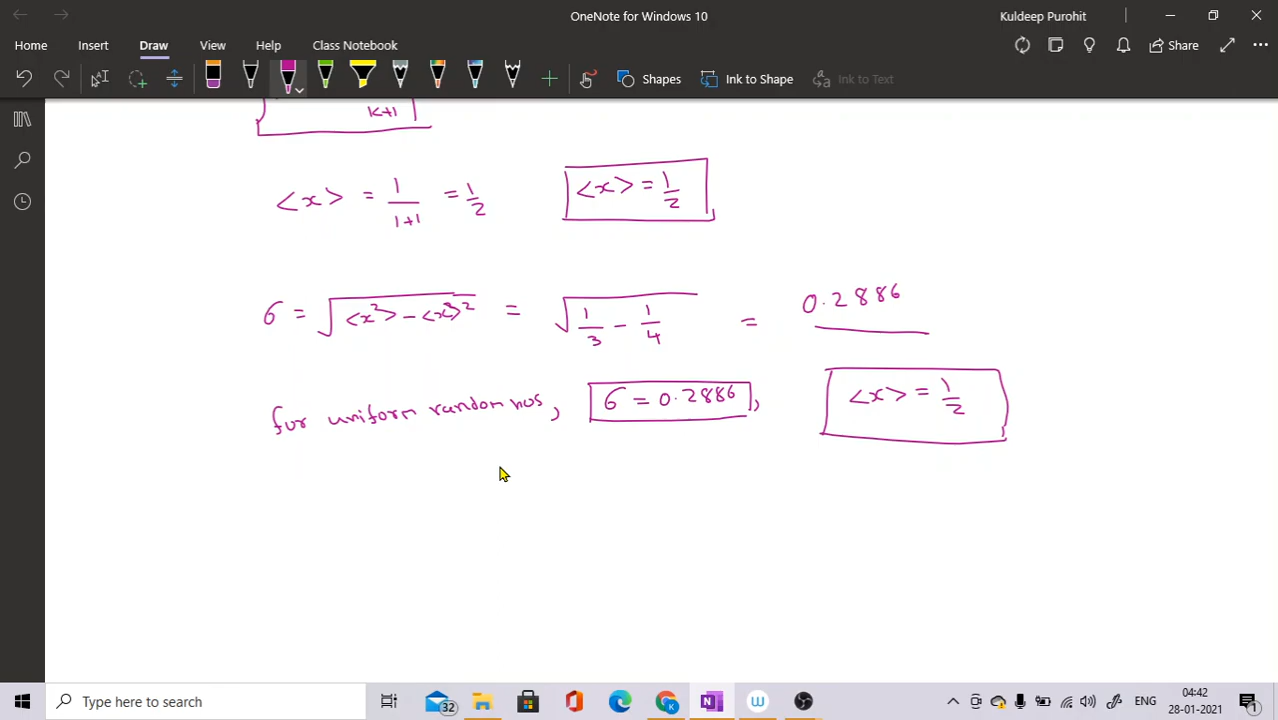 OneNote for Windows 10
Kuldeep Purohit
Home Insert Draw View Help Class Notebook
Share
Shapes Ink to Shape Ink to Text
k+1
<x> = 1/(1+1) = 1/2 <x> = 1/2
σ = √(<x²> - <x>²) = √(1/3 - 1/4) = 0.2886
for uniform random nos, σ = 0.2886, <x> = 1/2
Type here to search
32
W
K
N
ENG
04:42
28-01-2021
1